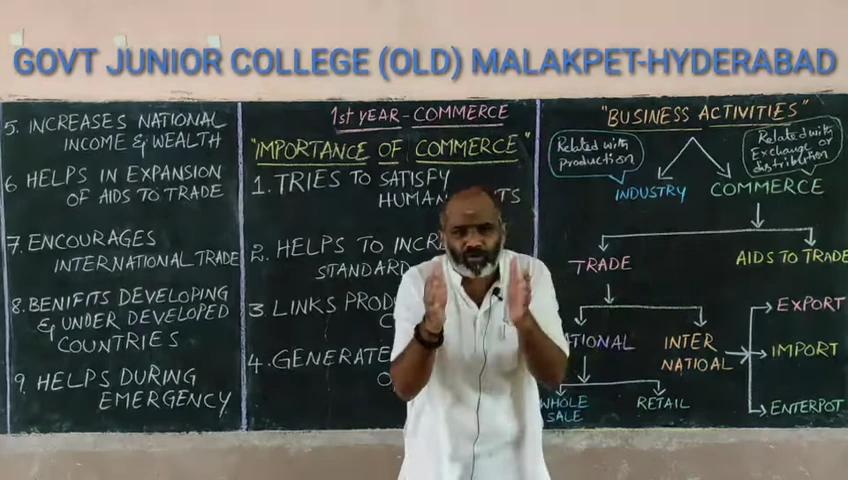 GOVT JUNIOR COLLEGE (OLD) MALAKPET-HYDERABAD
5. INCREASES NATIONAL
INCOME & WEALTH
6 HELPS IN EXPANSION
OF AIDS TO TRADE
7. ENCOURAGES
INTERNATIONAL TRADE
8. BENIFITS DEVELOPING
& UNDER DEVELOPED
COUNTRIES
9 HELPS DURING
EMERGENCY
1st YEAR - COMMERCE
"IMPORTANCE OF COMMERCE"
1. TRIES TO SATISFY
HUMAN
2. HELPS TO
STANDARD
3 LINKS
4. GENERATE
"BUSINESS ACTIVITIES"
Related with
production
Related with
Exchange or
distribution
INDUSTRY
COMMERCE
TRADE
AIDS TO TRADE
INTER
NATIOAL
EXPORT
IMPORT
ENTERPOT
WHOLE
SALE
RETAIL